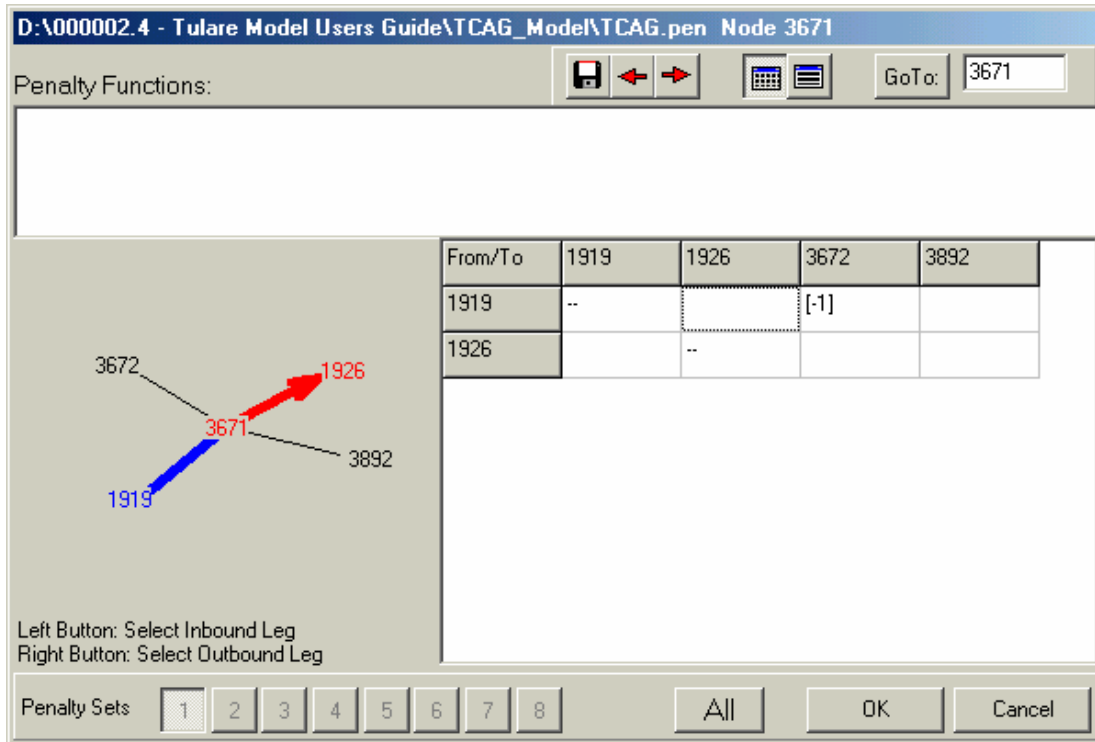 D:\000002.4 - Tulare Model Users Guide\TCAG_Model\TCAG.pen Node 3671
Penalty Functions:
GoTo: 3671
From/To 1919 1926 3672 3892
1919 -- [-1]
1926 --
3672
1926
3671
3892
1919
Left Button: Select Inbound Leg
Right Button: Select Outbound Leg
Penalty Sets 1 2 3 4 5 6 7 8 All OK Cancel